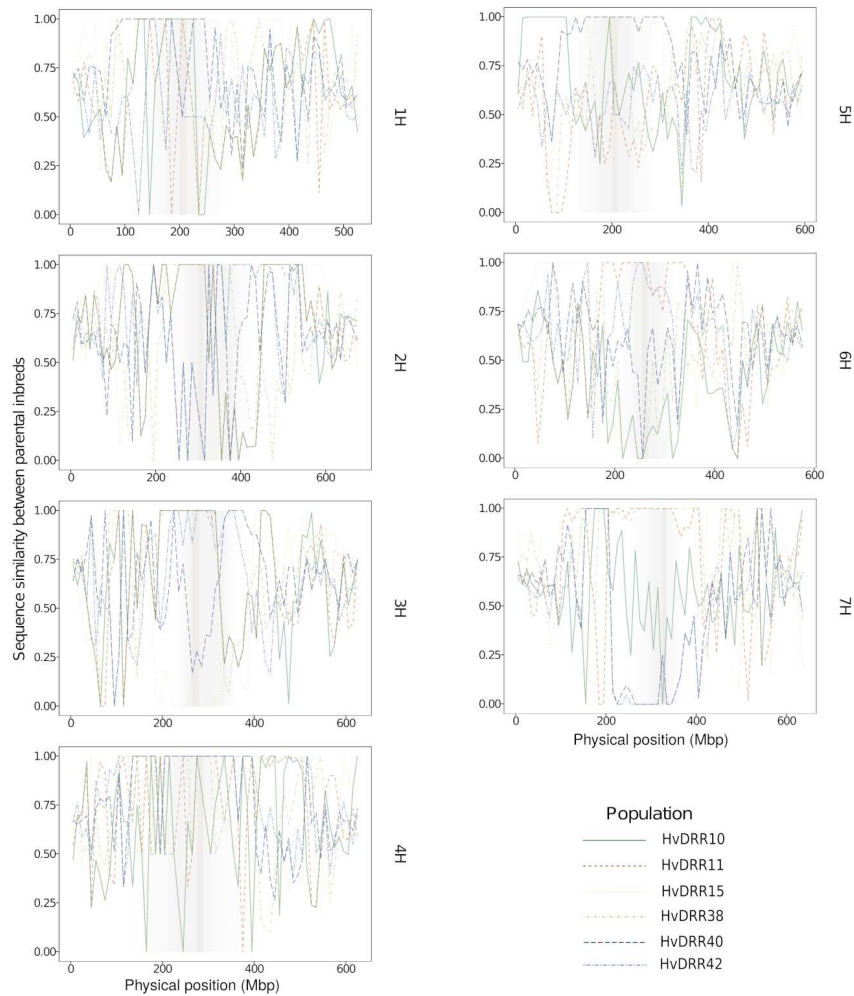 Sequence similarity between parental inbreds
1.00
0.75
0.50
0.25
0.00
0 100 200 300 400 500
1H
1.00
0.75
0.50
0.25
0.00
0 200 400 600
2H
1.00
0.75
0.50
0.25
0.00
0 200 400 600
3H
1.00
0.75
0.50
0.25
0.00
0 200 400 600
4H
Physical position (Mbp)
1.00
0.75
0.50
0.25
0.00
0 200 400 600
5H
1.00
0.75
0.50
0.25
0.00
0 200 400 600
6H
1.00
0.75
0.50
0.25
0.00
0 200 400 600
7H
Physical position (Mbp)
Population
HvDRR10
HvDRR11
HvDRR15
HvDRR38
HvDRR40
HvDRR42